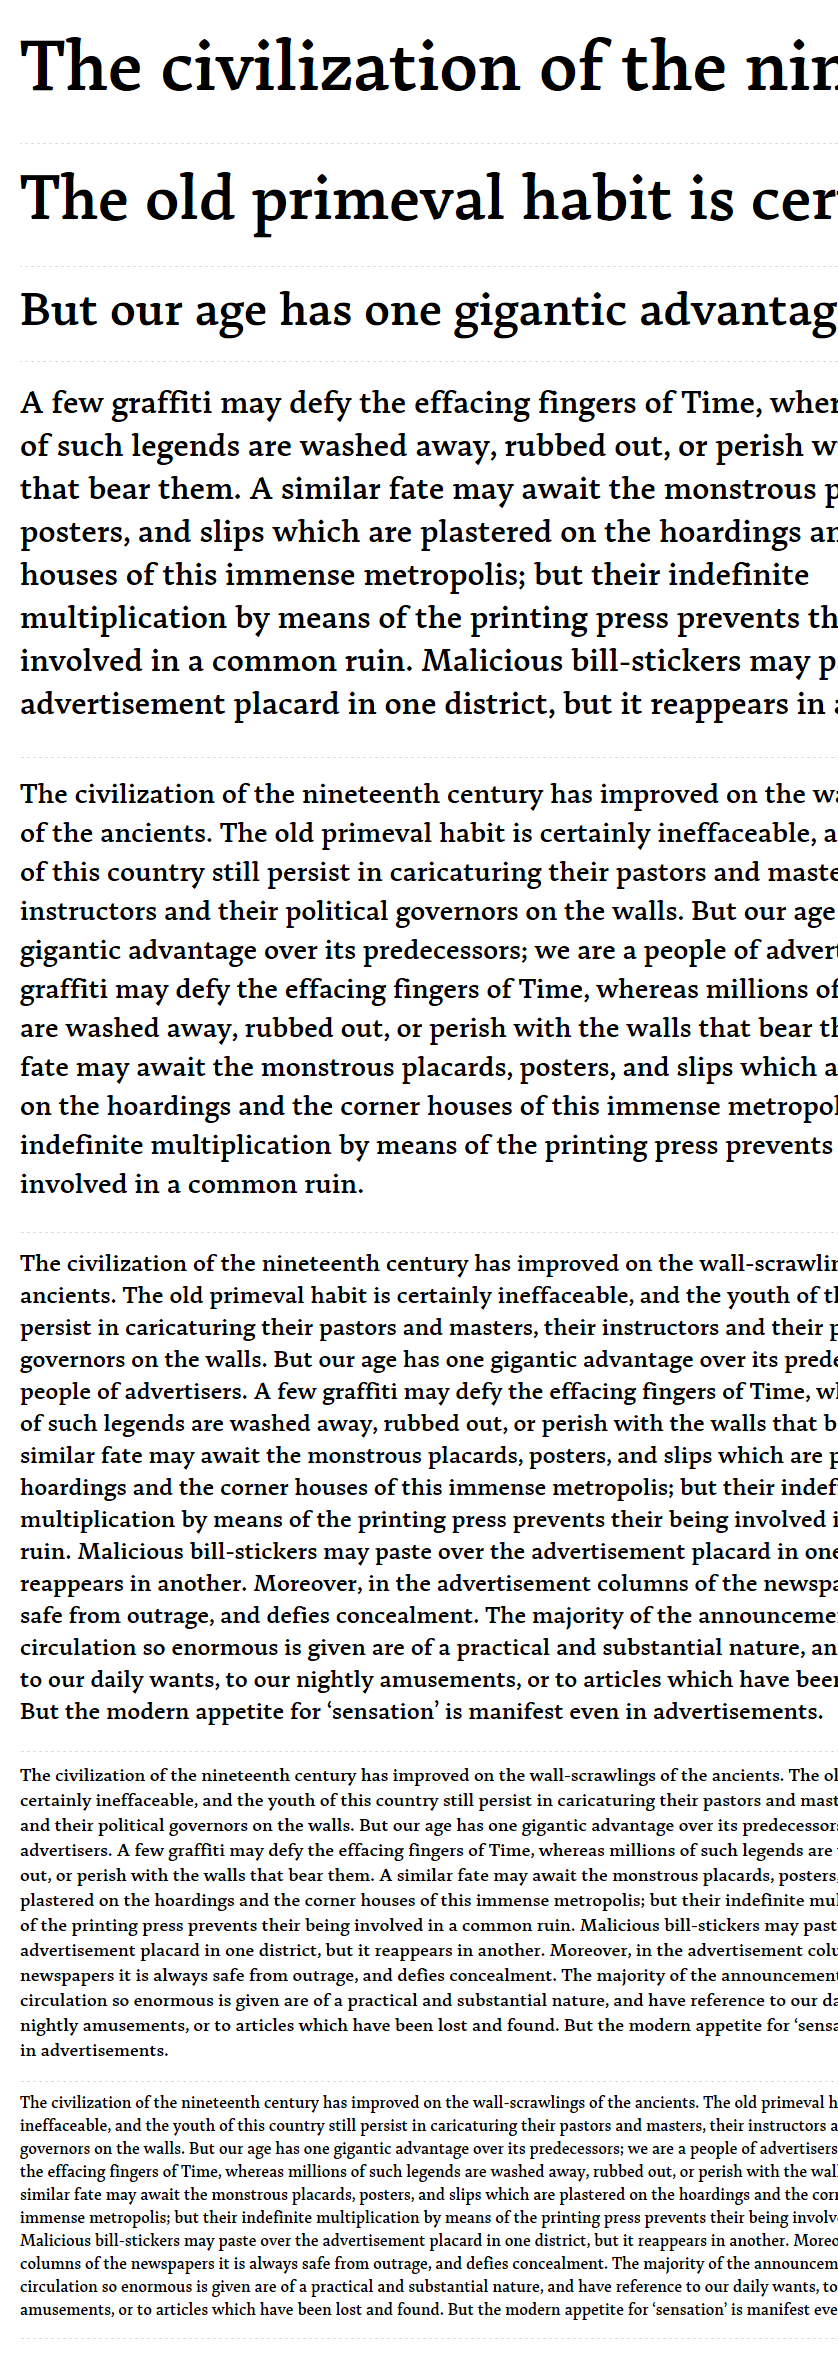 The civilization of the nin
The old primeval habit is cer
But our age has one gigantic advantag
A few graffiti may defy the effacing fingers of Time, wher
of such legends are washed away, rubbed out, or perish w
that bear them. A similar fate may await the monstrous p
posters, and slips which are plastered on the hoardings an
houses of this immense metropolis; but their indefinite
multiplication by means of the printing press prevents th
involved in a common ruin. Malicious bill-stickers may p
advertisement placard in one district, but it reappears in a
The civilization of the nineteenth century has improved on the wa
of the ancients. The old primeval habit is certainly ineffaceable, a
of this country still persist in caricaturing their pastors and maste
instructors and their political governors on the walls. But our age
gigantic advantage over its predecessors; we are a people of advert
graffiti may defy the effacing fingers of Time, whereas millions of
are washed away, rubbed out, or perish with the walls that bear th
fate may await the monstrous placards, posters, and slips which a
on the hoardings and the corner houses of this immense metropol
indefinite multiplication by means of the printing press prevents
involved in a common ruin.
The civilization of the nineteenth century has improved on the wall-scrawlin
ancients. The old primeval habit is certainly ineffaceable, and the youth of th
persist in caricaturing their pastors and masters, their instructors and their p
governors on the walls. But our age has one gigantic advantage over its prede
people of advertisers. A few graffiti may defy the effacing fingers of Time, wh
of such legends are washed away, rubbed out, or perish with the walls that b
similar fate may await the monstrous placards, posters, and slips which are p
hoardings and the corner houses of this immense metropolis; but their indef
multiplication by means of the printing press prevents their being involved i
ruin. Malicious bill-stickers may paste over the advertisement placard in one
reappears in another. Moreover, in the advertisement columns of the newspa
safe from outrage, and defies concealment. The majority of the announceme
circulation so enormous is given are of a practical and substantial nature, an
to our daily wants, to our nightly amusements, or to articles which have been
But the modern appetite for ‘sensation’ is manifest even in advertisements.
The civilization of the nineteenth century has improved on the wall-scrawlings of the ancients. The ol
certainly ineffaceable, and the youth of this country still persist in caricaturing their pastors and mast
and their political governors on the walls. But our age has one gigantic advantage over its predecessors
advertisers. A few graffiti may defy the effacing fingers of Time, whereas millions of such legends are
out, or perish with the walls that bear them. A similar fate may await the monstrous placards, posters,
plastered on the hoardings and the corner houses of this immense metropolis; but their indefinite mul
of the printing press prevents their being involved in a common ruin. Malicious bill-stickers may past
advertisement placard in one district, but it reappears in another. Moreover, in the advertisement colu
newspapers it is always safe from outrage, and defies concealment. The majority of the announcement
circulation so enormous is given are of a practical and substantial nature, and have reference to our da
nightly amusements, or to articles which have been lost and found. But the modern appetite for ‘sensa
in advertisements.
The civilization of the nineteenth century has improved on the wall-scrawlings of the ancients. The old primeval h
ineffaceable, and the youth of this country still persist in caricaturing their pastors and masters, their instructors a
governors on the walls. But our age has one gigantic advantage over its predecessors; we are a people of advertisers
the effacing fingers of Time, whereas millions of such legends are washed away, rubbed out, or perish with the wall
similar fate may await the monstrous placards, posters, and slips which are plastered on the hoardings and the corn
immense metropolis; but their indefinite multiplication by means of the printing press prevents their being involv
Malicious bill-stickers may paste over the advertisement placard in one district, but it reappears in another. Moreo
columns of the newspapers it is always safe from outrage, and defies concealment. The majority of the announcem
circulation so enormous is given are of a practical and substantial nature, and have reference to our daily wants, to
amusements, or to articles which have been lost and found. But the modern appetite for ‘sensation’ is manifest eve